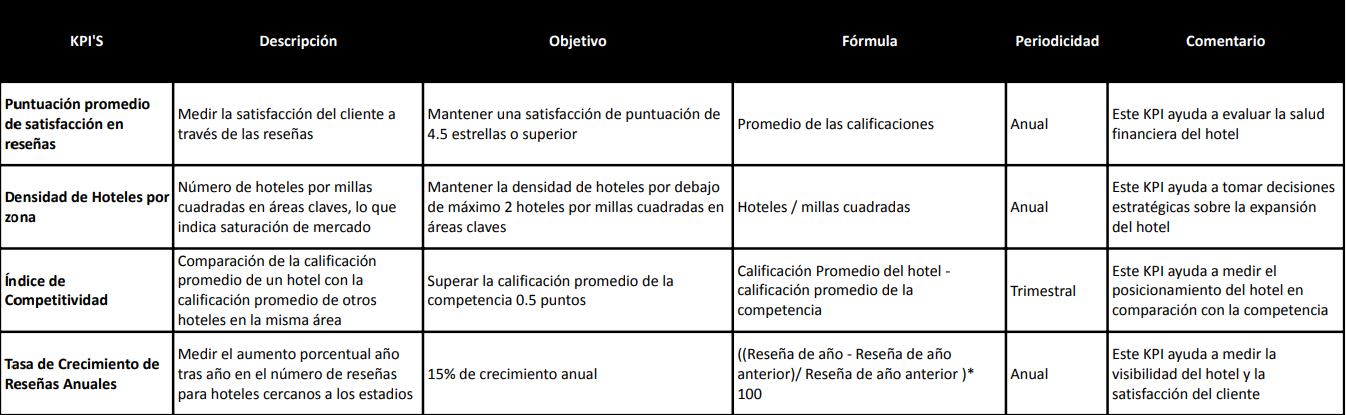 KPI'S Descripción Objetivo Fórmula Periodicidad Comentario
Puntuación promedio
de satisfacción en
reseñas
Medir la satisfacción del cliente a
través de las reseñas
Mantener una satisfacción de puntuación de
4.5 estrellas o superior
Promedio de las calificaciones
Anual
Este KPI ayuda a evaluar la salud
financiera del hotel
Densidad de Hoteles por
zona
Número de hoteles por millas
cuadradas en áreas claves, lo que
indica saturación de mercado
Mantener la densidad de hoteles por debajo
de máximo 2 hoteles por millas cuadradas en
áreas claves
Hoteles / millas cuadradas
Anual
Este KPI ayuda a tomar decisiones
estratégicas sobre la expansión
del hotel
Índice de
Competitividad
Comparación de la calificación
promedio de un hotel con la
calificación promedio de otros
hoteles en la misma área
Superar la calificación promedio de la
competencia 0.5 puntos
Calificación Promedio del hotel -
calificación promedio de la
competencia
Trimestral
Este KPI ayuda a medir el
posicionamiento del hotel en
comparación con la competencia
Tasa de Crecimiento de
Reseñas Anuales
Medir el aumento porcentual año
tras año en el número de reseñas
para hoteles cercanos a los estadios
15% de crecimiento anual
((Reseña de año - Reseña de año
anterior)/ Reseña de año anterior )*
100
Anual
Este KPI ayuda a medir la
visibilidad del hotel y la
satisfacción del cliente